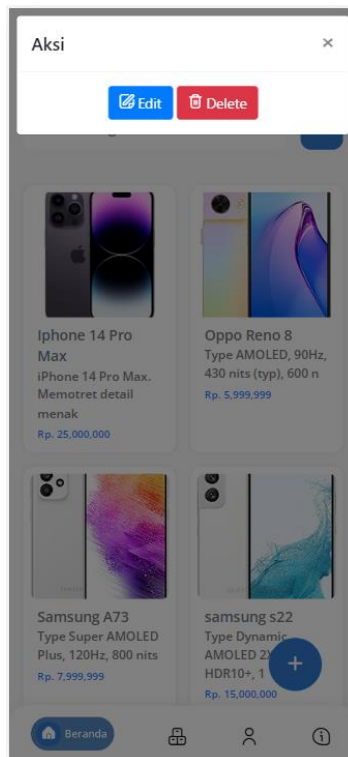 Aksi ×
Edit Delete
Iphone 14 Pro
Max
iPhone 14 Pro Max.
Memotret detail
menak
Rp. 25,000,000
Oppo Reno 8
Type AMOLED, 90Hz,
430 nits (typ), 600 n
Rp. 5,999,999
Samsung A73
Type Super AMOLED
Plus, 120Hz, 800 nits
Rp. 7,999,999
samsung s22
Type Dynamic
AMOLED 2X
HDR10+, 1
Rp. 15,000,000
+
Beranda